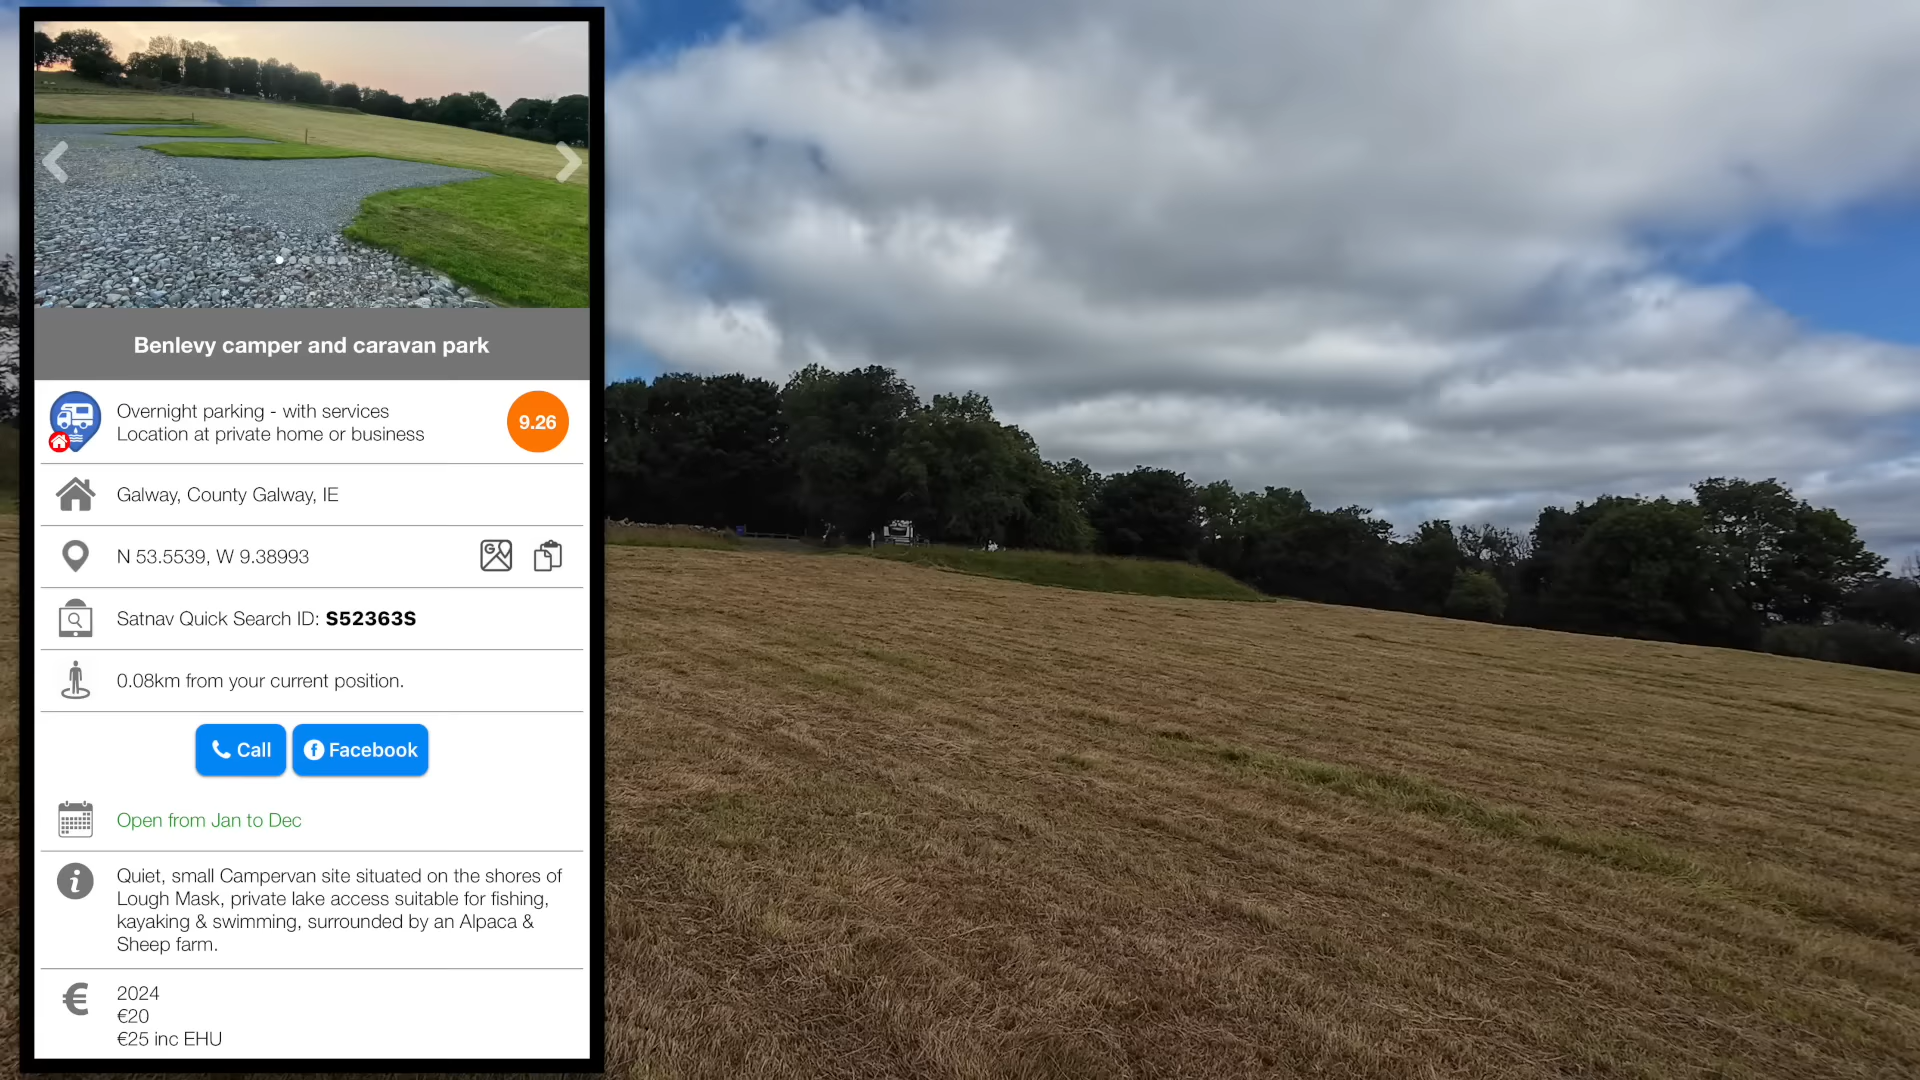 Benlevy camper and caravan park
Overnight parking - with services
Location at private home or business
9.26
Galway, County Galway, IE
N 53.5539, W 9.38993
Satnav Quick Search ID: S52363S
0.08km from your current position.
Call
Facebook
Open from Jan to Dec
Quiet, small Campervan site situated on the shores of
Lough Mask, private lake access suitable for fishing,
kayaking & swimming, surrounded by an Alpaca &
Sheep farm.
2024
€20
€25 inc EHU